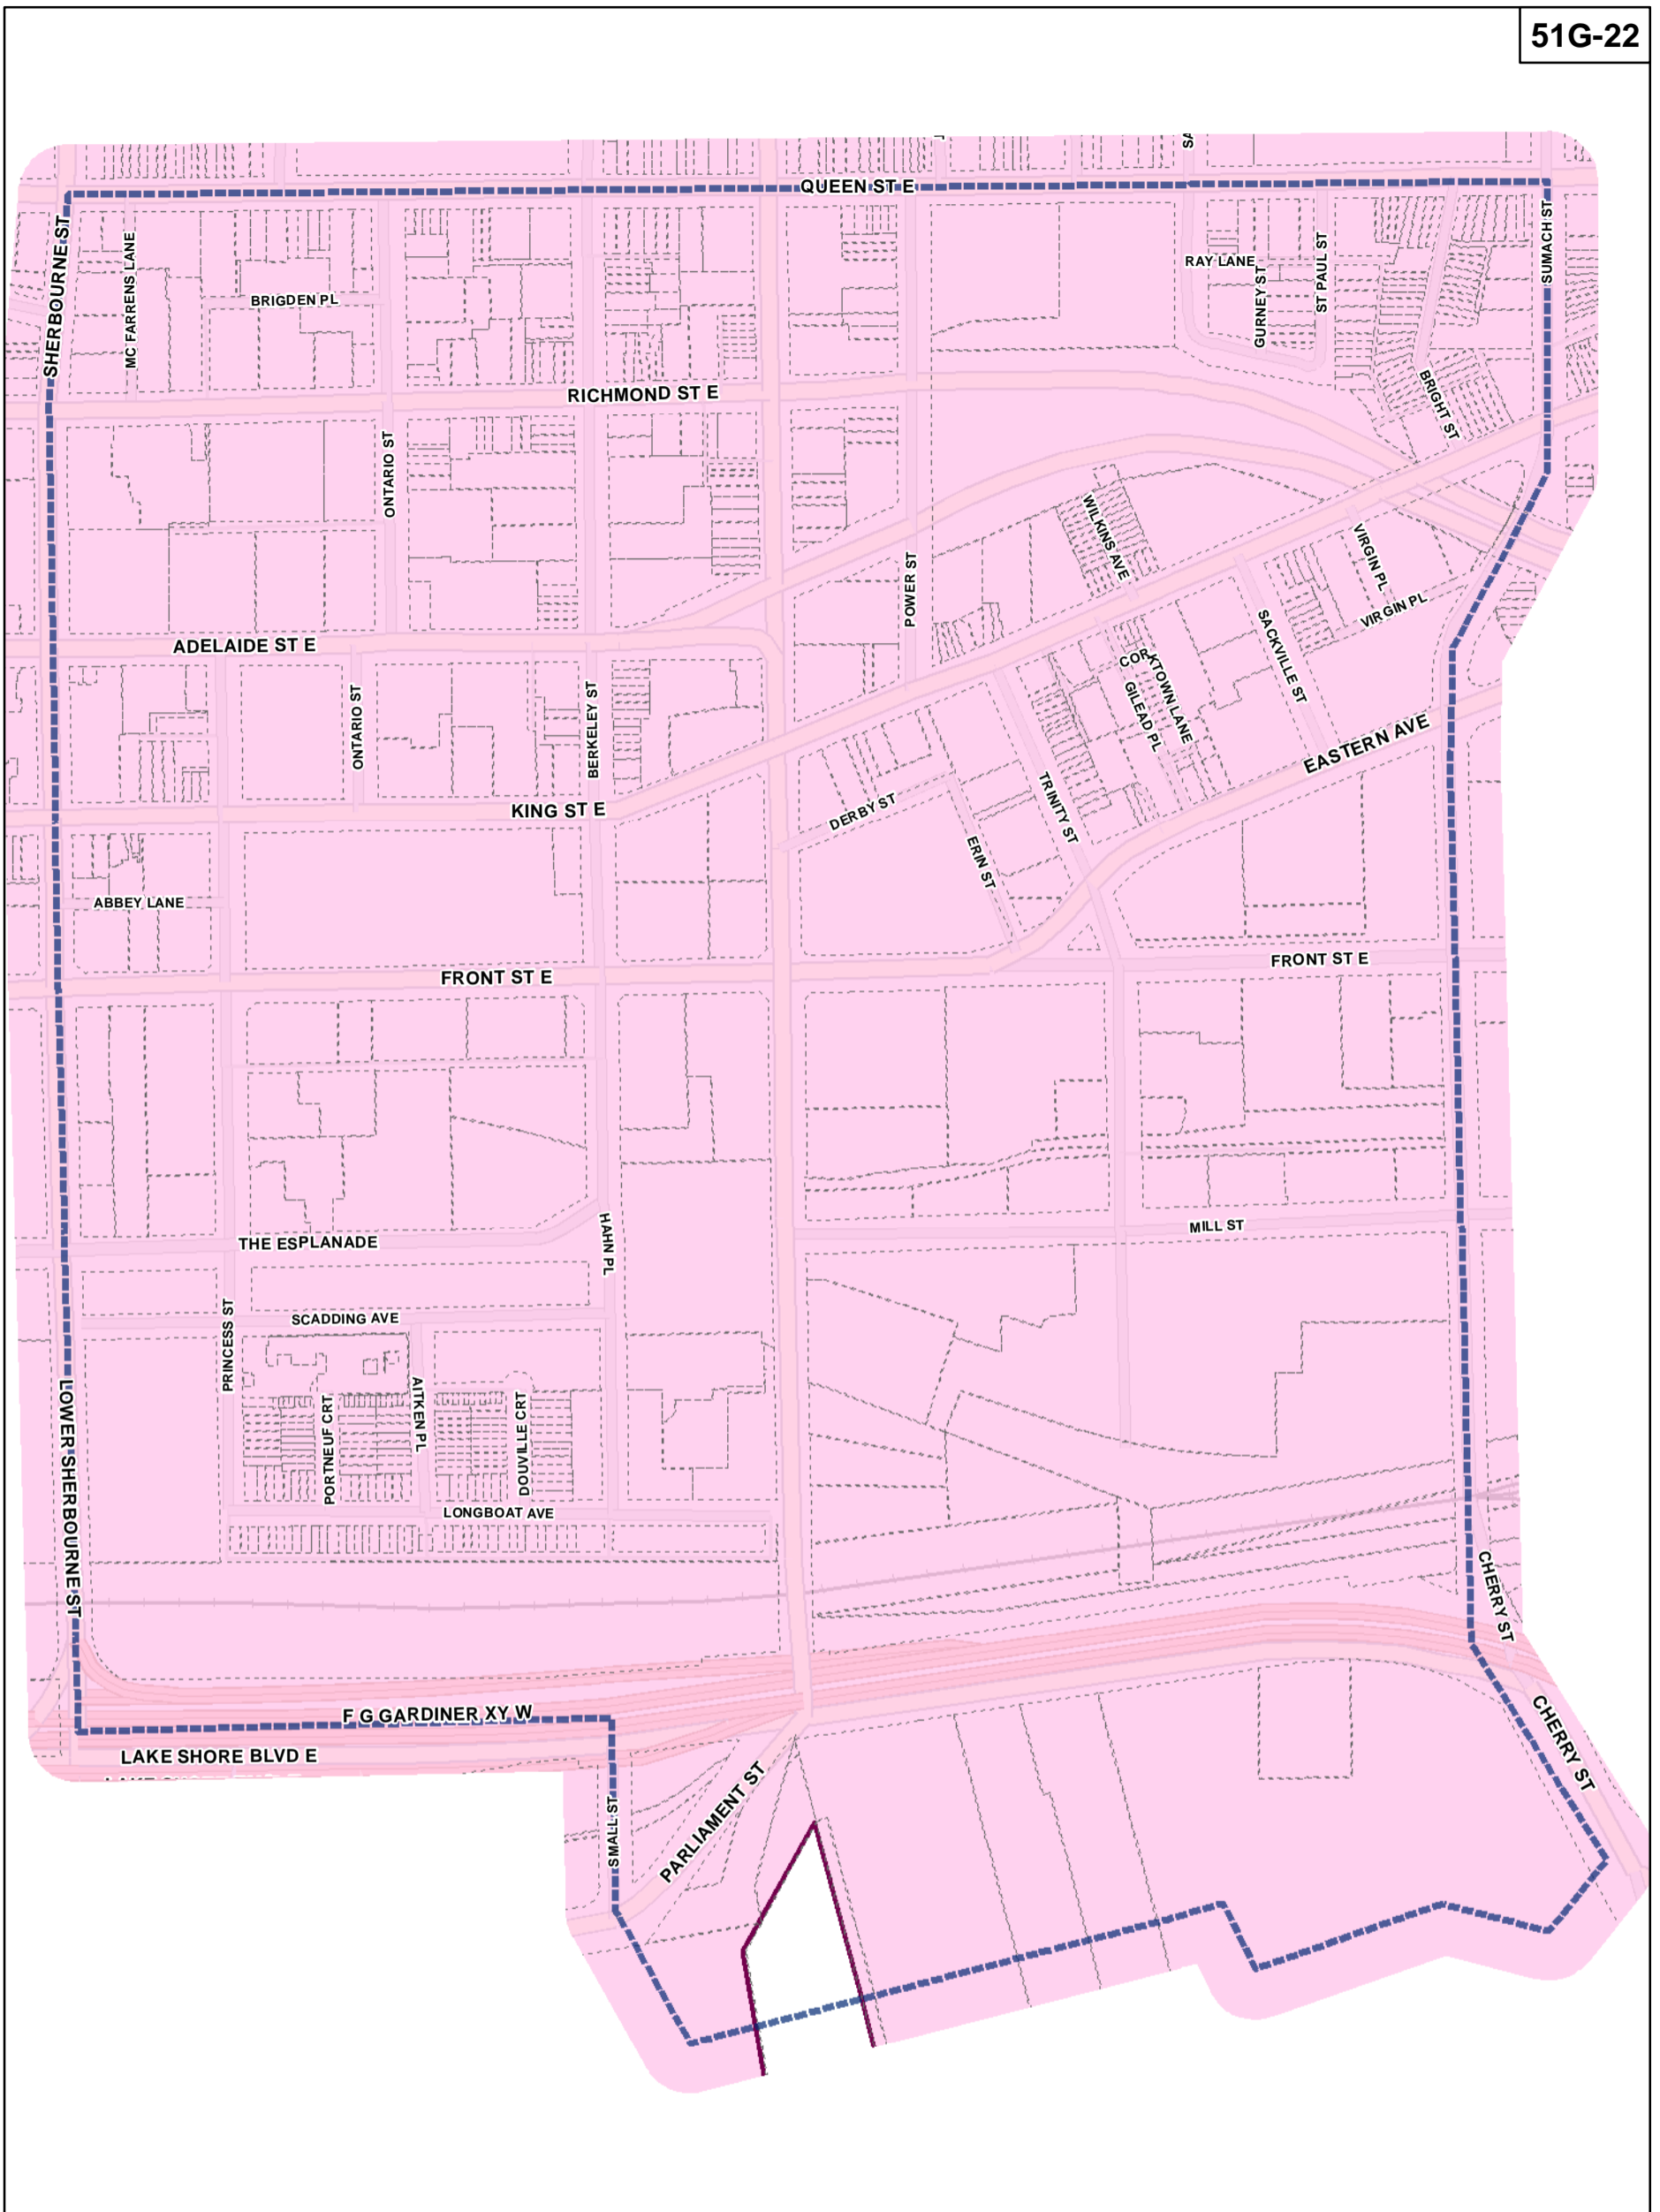 51G-22
SA
QUEEN ST E
SHERBOURNE ST
MC FARRENS LANE
SUMACH ST
RAY LANE
GURNEY ST
ST PAUL ST
BRIGDEN PL
RICHMOND ST E
BRIGHT ST
ONTARIO ST
WILKINS AVE
VIRGIN PL
POWER ST
VIRGIN PL
ADELAIDE ST E
SACKVILLE ST
CORKTOWN LANE
GILEAD PL
ONTARIO ST
BERKELEY ST
EASTERN AVE
KING ST E
DERBY ST
TRINITY ST
ERIN ST
ABBEY LANE
FRONT ST E
FRONT ST E
THE ESPLANADE
HAHN PL
MILL ST
SCADDING AVE
PRINCESS ST
LOWER SHERBOURNE ST
PORTNEUF CRT
AITKEN PL
DOUVILLE CRT
LONGBOAT AVE
CHERRY ST
F G GARDINER XY W
LAKE SHORE BLVD E
CHERRY ST
SMALL ST
PARLIAMENT ST